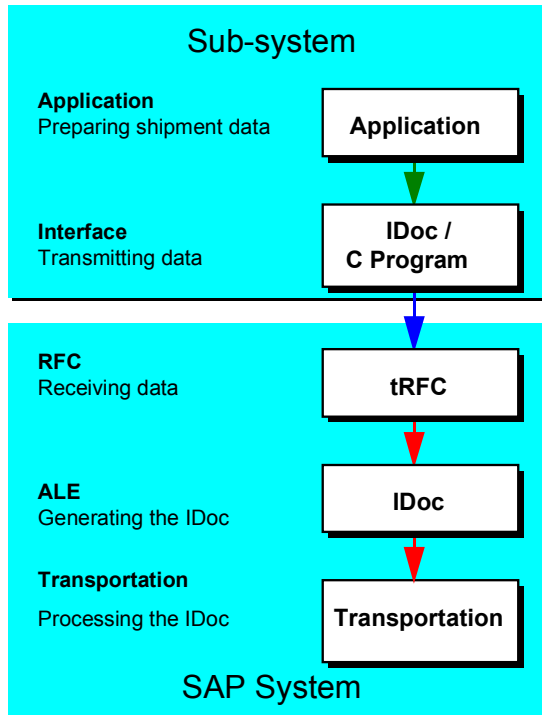 Sub-system
Application
Preparing shipment data
Application
Interface
Transmitting data
IDoc /
C Program
RFC
Receiving data
tRFC
ALE
Generating the IDoc
IDoc
Transportation
Processing the IDoc
Transportation
SAP System